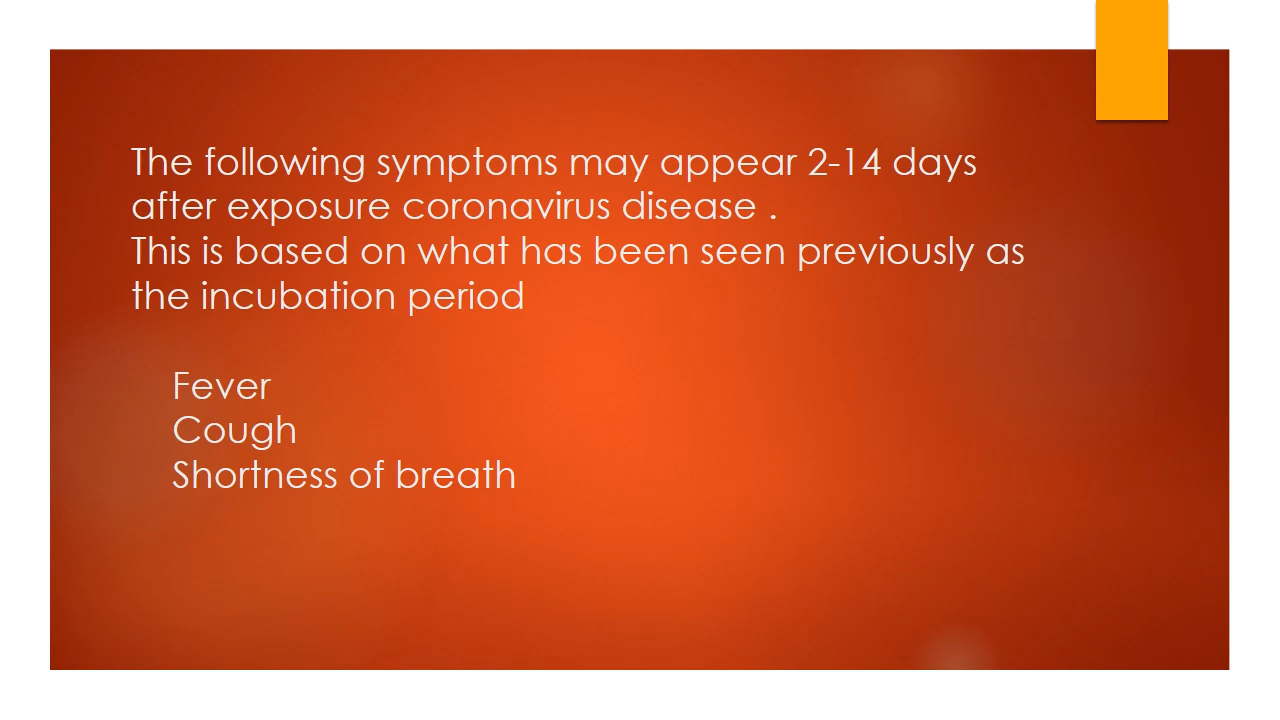 The following symptoms may appear 2-14 days
after exposure coronavirus disease .
This is based on what has been seen previously as
the incubation period
Fever
Cough
Shortness of breath